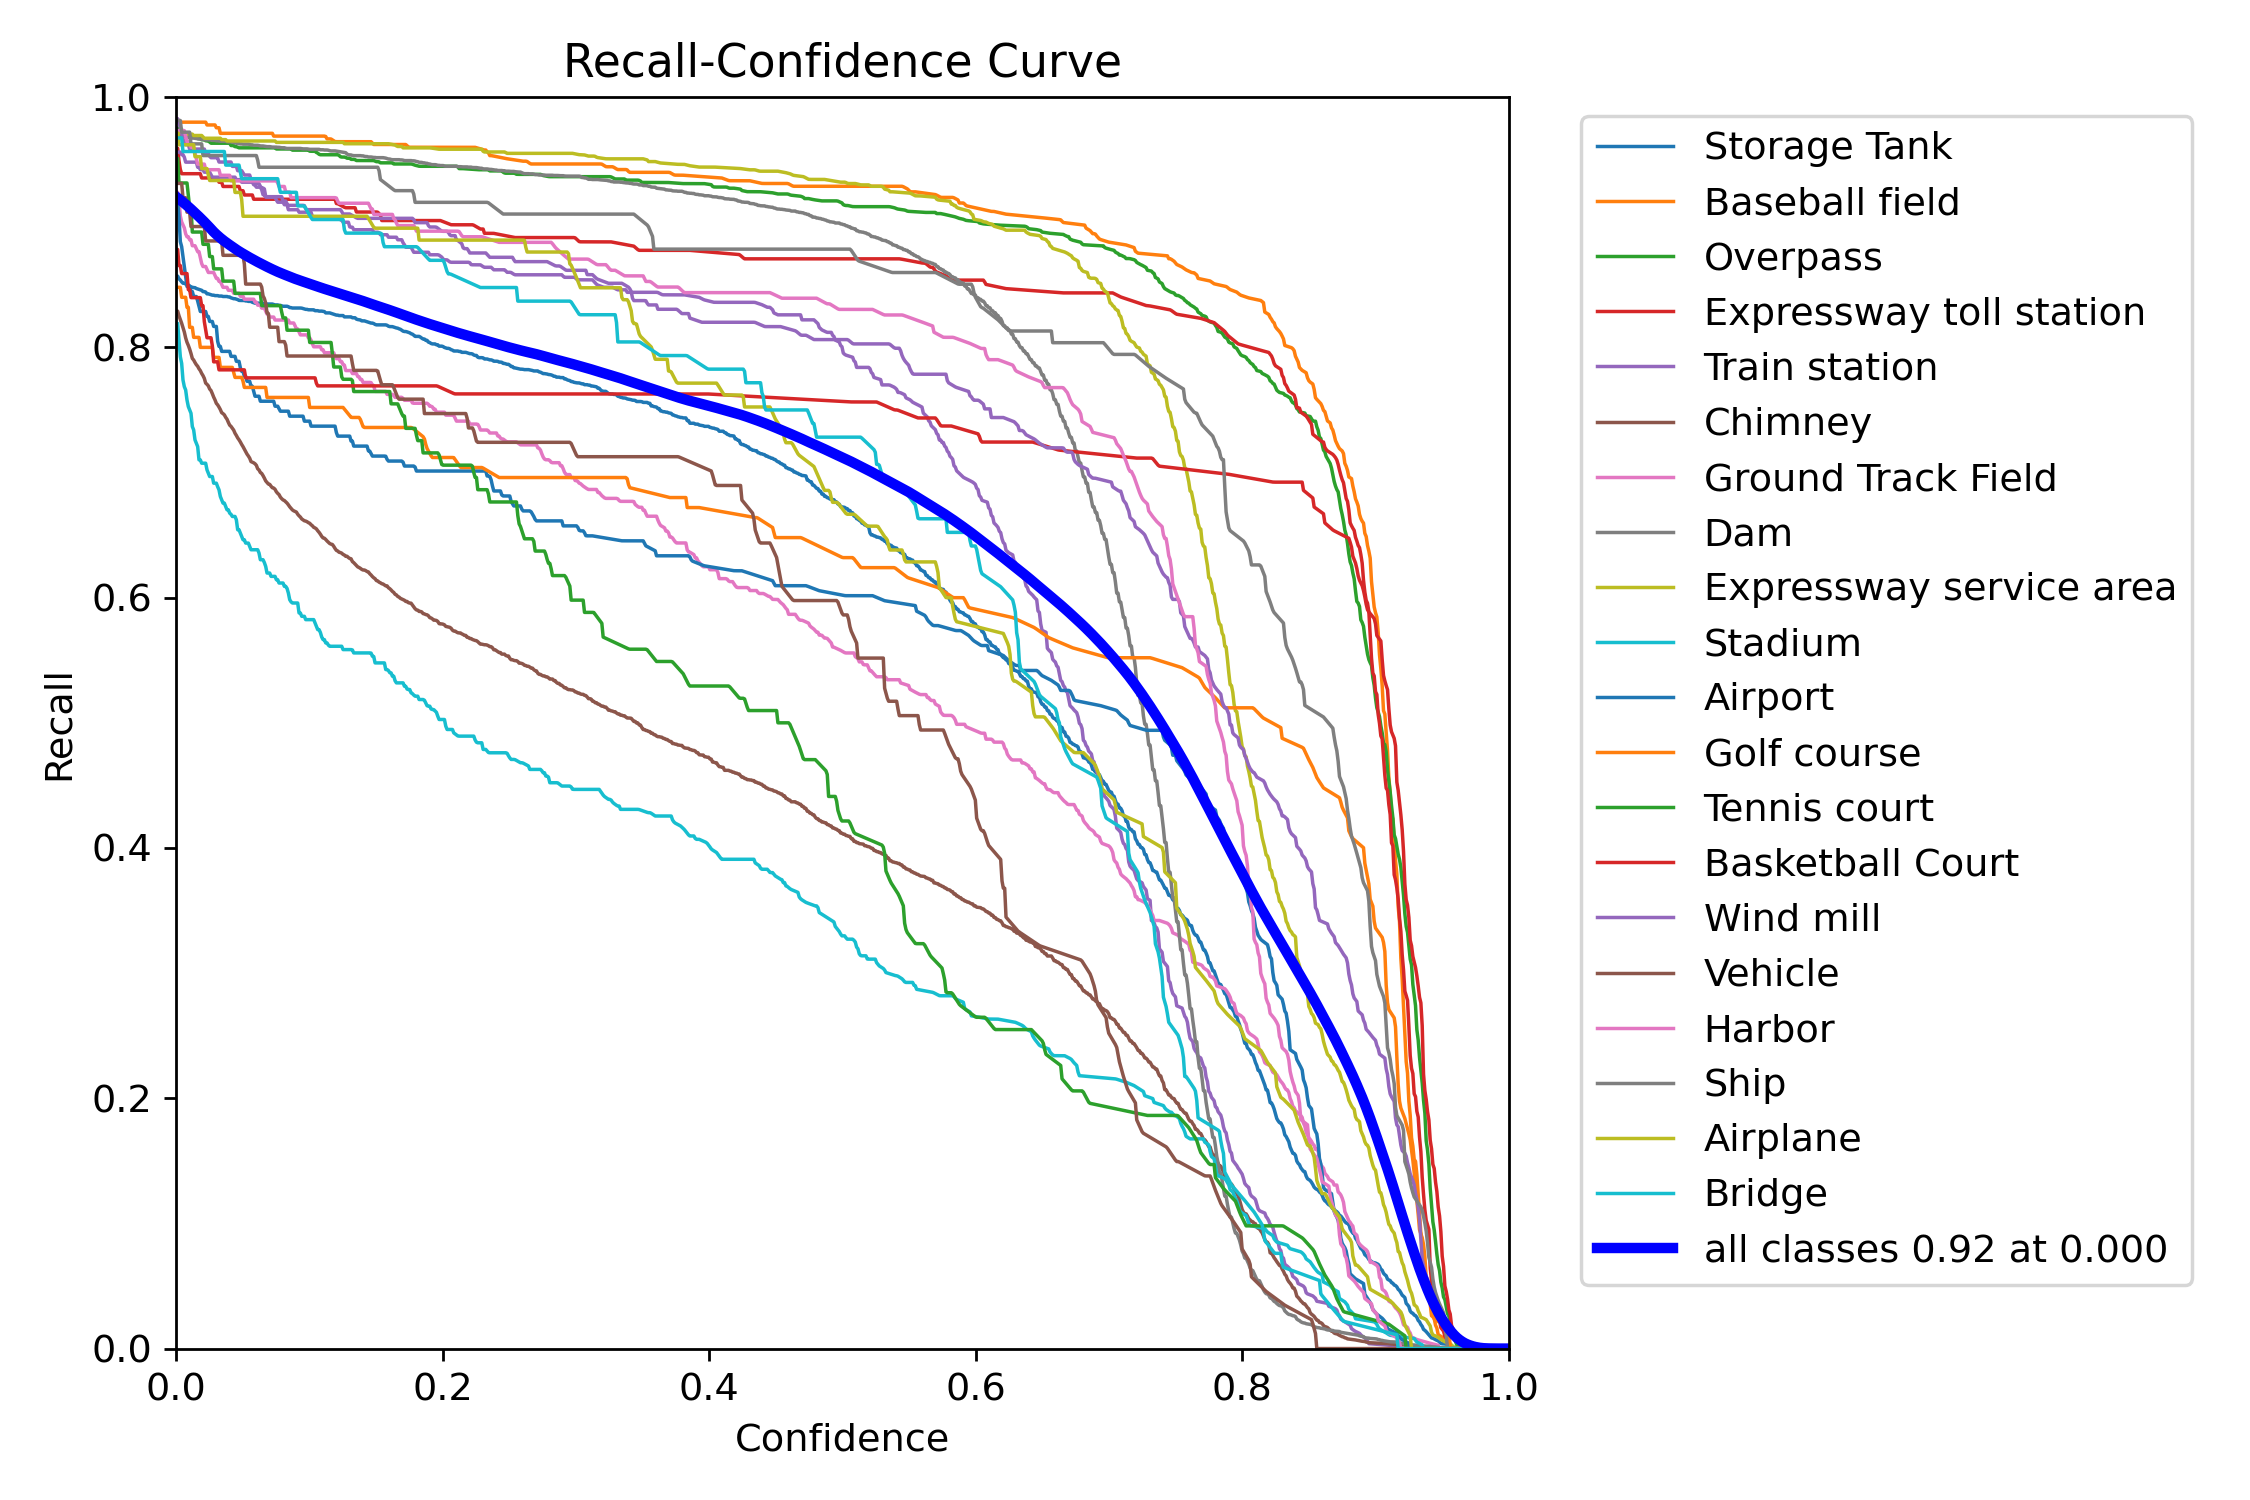 Recall-Confidence Curve
1.0
0.8
0.6
0.4
0.2
0.0
Recall
0.0 0.2 0.4 0.6 0.8 1.0
Confidence
Storage Tank
Baseball field
Overpass
Expressway toll station
Train station
Chimney
Ground Track Field
Dam
Expressway service area
Stadium
Airport
Golf course
Tennis court
Basketball Court
Wind mill
Vehicle
Harbor
Ship
Airplane
Bridge
all classes 0.92 at 0.000